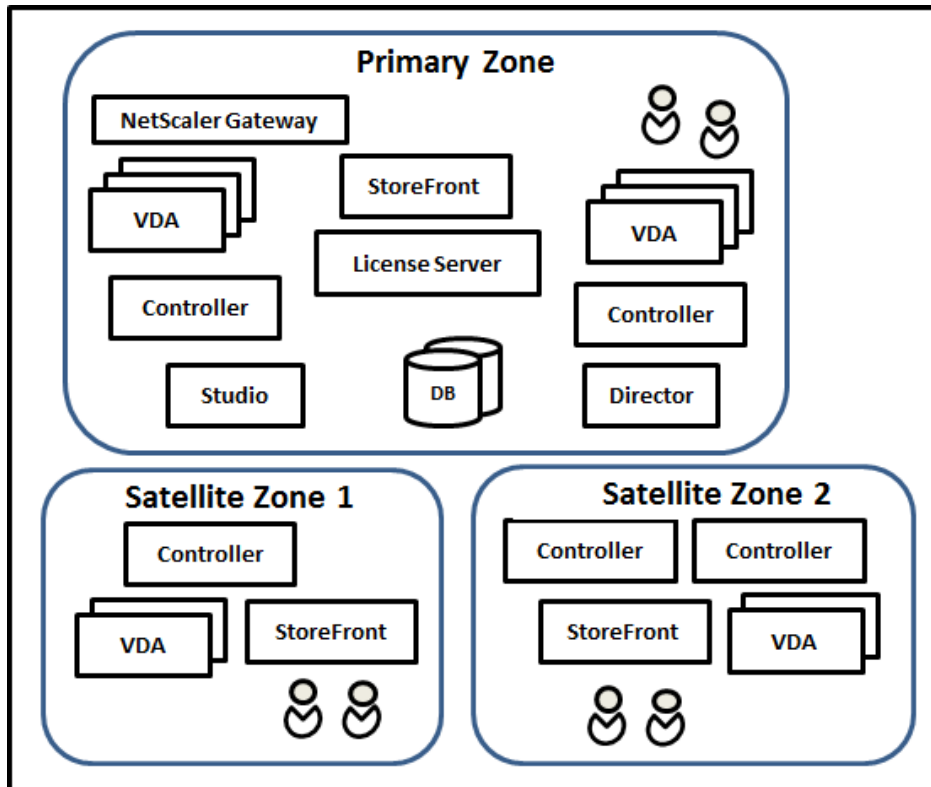 Primary Zone
NetScaler Gateway
StoreFront
VDA
VDA
License Server
Controller
Controller
Studio
DB
Director
Satellite Zone 1
Controller
VDA
StoreFront
Satellite Zone 2
Controller
Controller
StoreFront
VDA